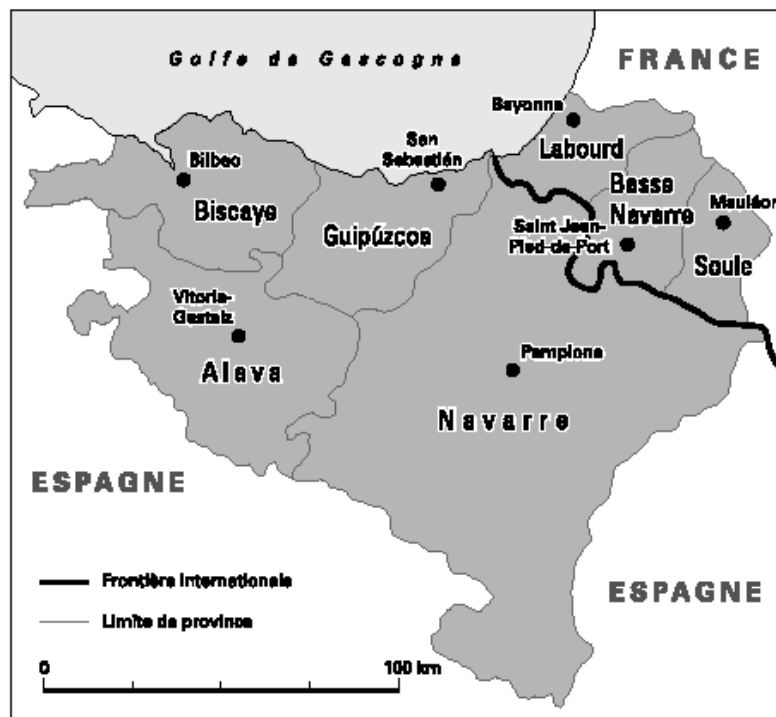 Golfe de Gascogne
FRANCE
Bayonne
Labourd
San
Sebastián
Bilbao
Biscaye
Guipúzcoa
Basse
Navarre
Mauléon
Saint Jean-
Pied-de-Port
Soule
Vitoria-
Gasteiz
Alava
Pamplona
Navarre
ESPAGNE
ESPAGNE
Frontière internationale
Limite de province
0
100 km